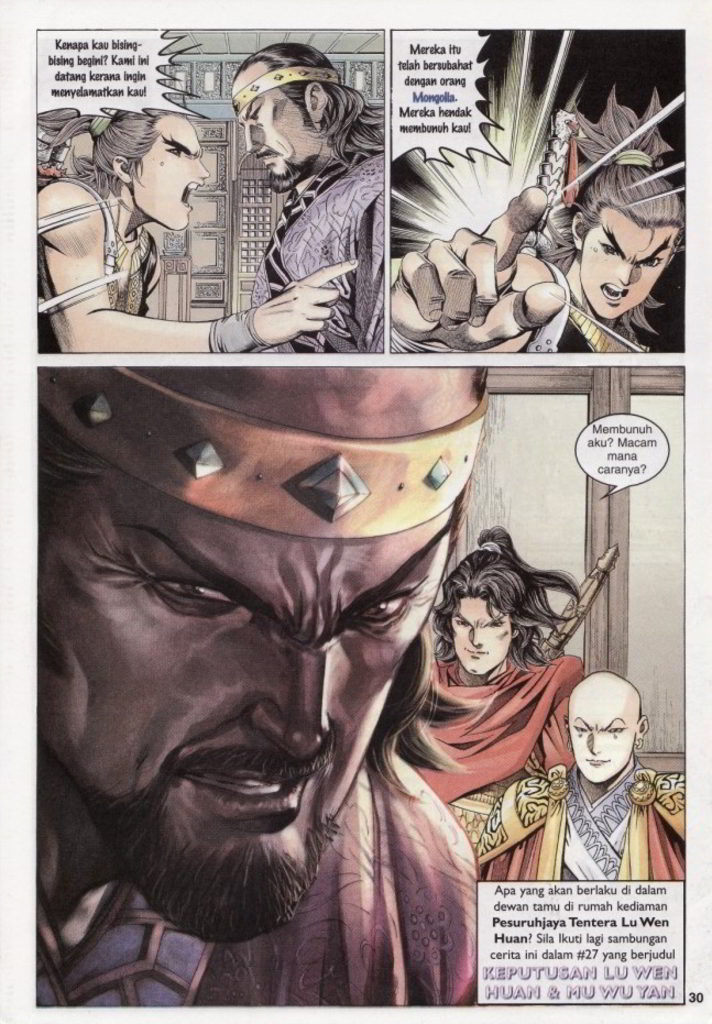 Kenapa kau bising-
bising begini? Kami ini
datang kerana ingin
menyelamatkan kau!
Mereka itu
telah bersubahat
dengan orang
Mongolia.
Mereka hendak
membunuh kau!
Membunuh
aku? Macam
mana
caranya?
Apa yang akan berlaku di dalam
dewan tamu di rumah kediaman
Pesuruhjaya Tentera Lu Wen
Huan? Sila Ikuti lagi sambungan
cerita ini dalam #27 yang berjudul
KEPUTUSAN LU WEN
HUAN & MU WU YAN
30